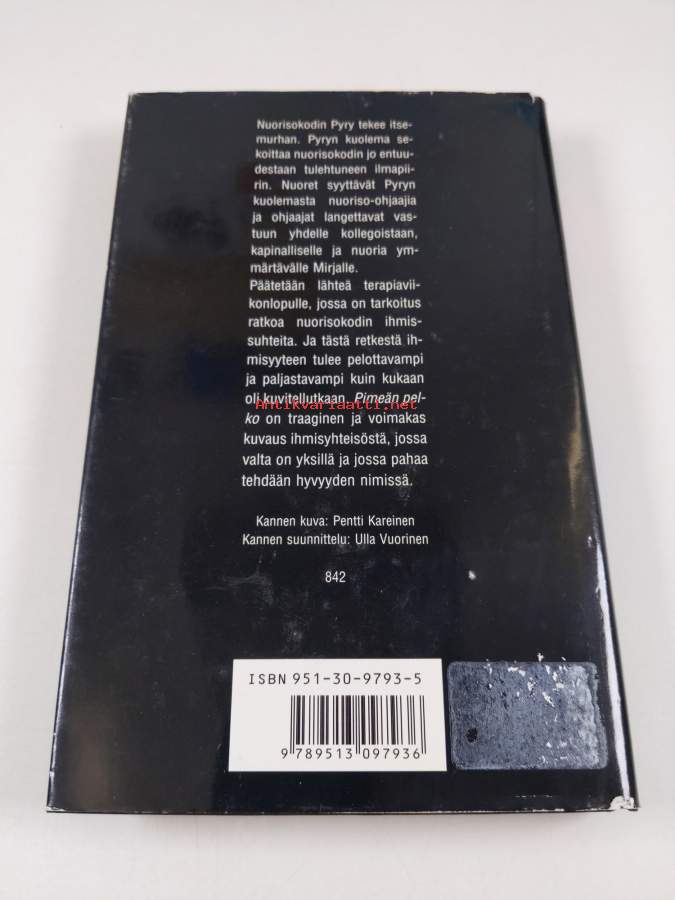 Nuorisokodin Pyry tekee itse-
murhan. Pyryn kuolema se-
koittaa nuorisokodin jo entuu-
destaan tulehtuneen ilmapii-
rin. Nuoret syyttävät Pyryn
kuolemasta nuoriso-ohjaajia
ja ohjaajat langettavat vas-
tuun yhdelle kollegoistaan,
kapinalliselle ja nuoria ym-
märtävälle Mirjalle.
Päätetään lähteä terapiavii-
konlopulle, jossa on tarkoitus
ratkoa nuorisokodin ihmis-
suhteita. Ja tästä retkestä ih-
misyyteen tulee pelottavampi
ja paljastavampi kuin kukaan
oli kuvitellutkaan. Pimeän pel-
Antikvariaatti.net
ko on traaginen ja voimakas
kuvaus ihmisyhteisöstä, jossa
valta on yksillä ja jossa pahaa
tehdään hyvyyden nimissä.
Kannen kuva: Pentti Kareinen
Kannen suunnittelu: Ulla Vuorinen
842
ISBN 951-30-9793-5
9 789513 097936